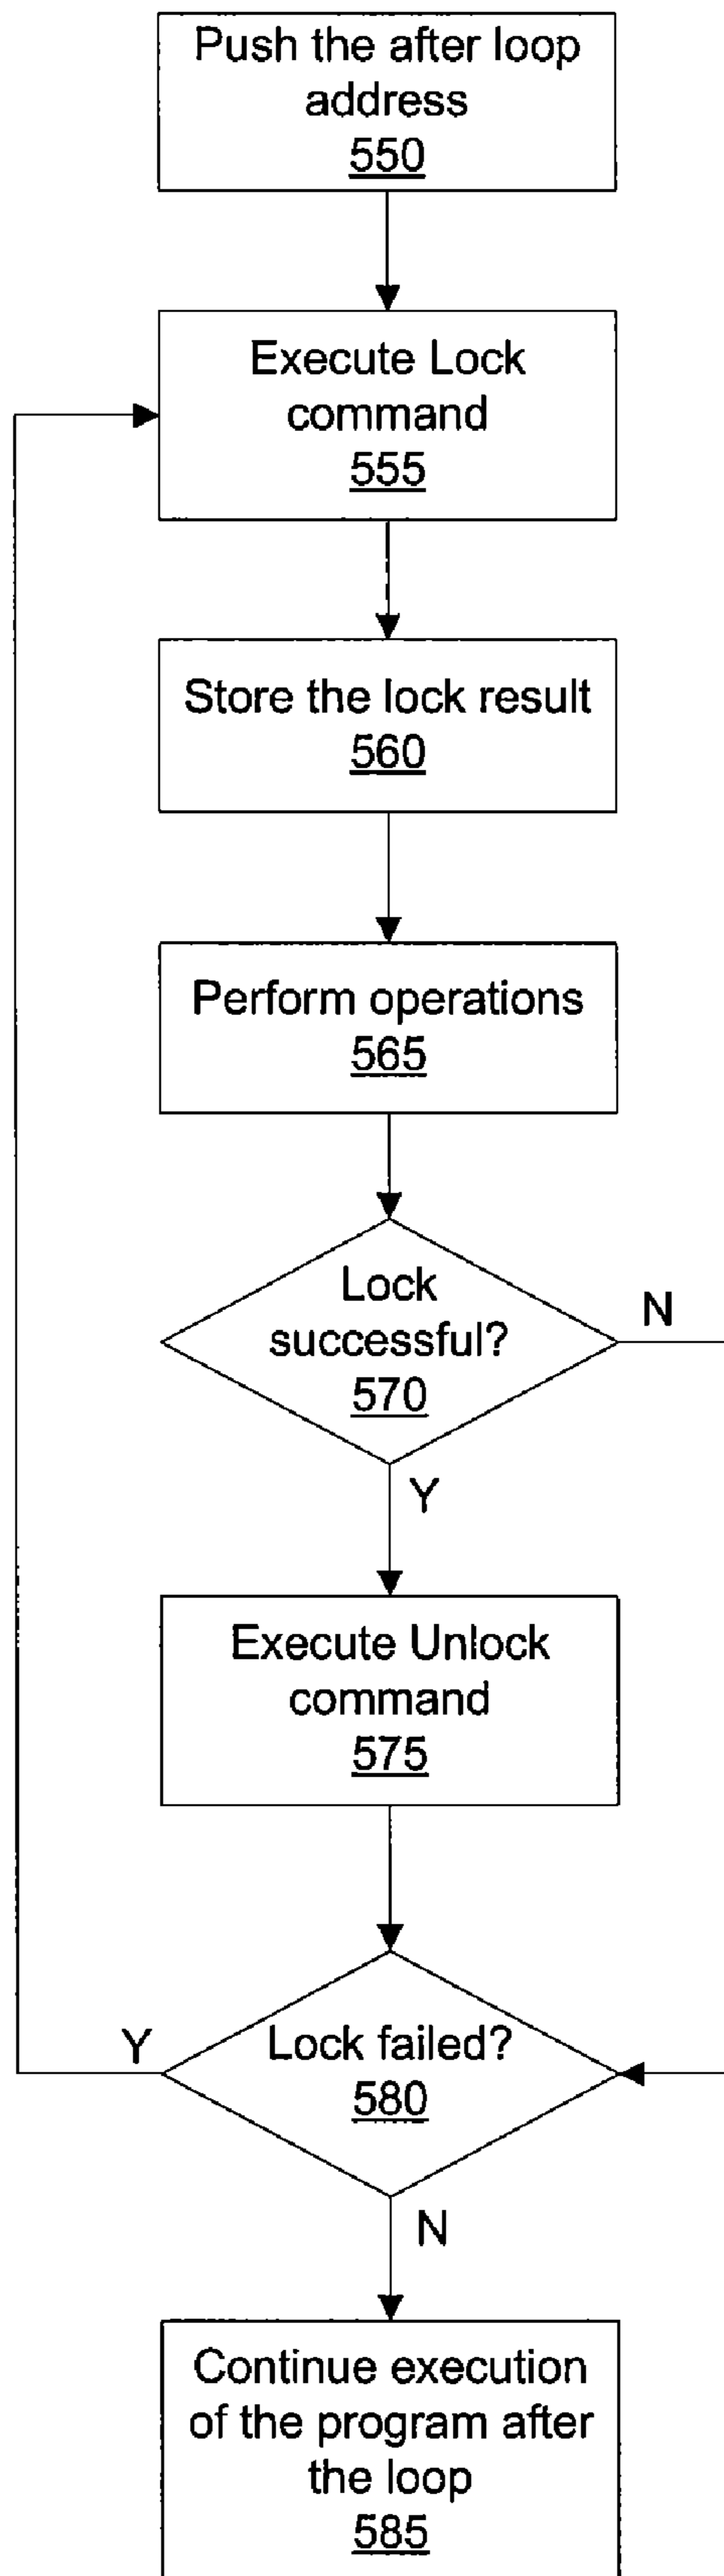 Push the after loop
address
550
Execute Lock
command
555
Store the lock result
560
Perform operations
565
Lock
successful?
570
N
Y
Execute Unlock
command
575
Y
Lock failed?
580
N
Continue execution
of the program after
the loop
585